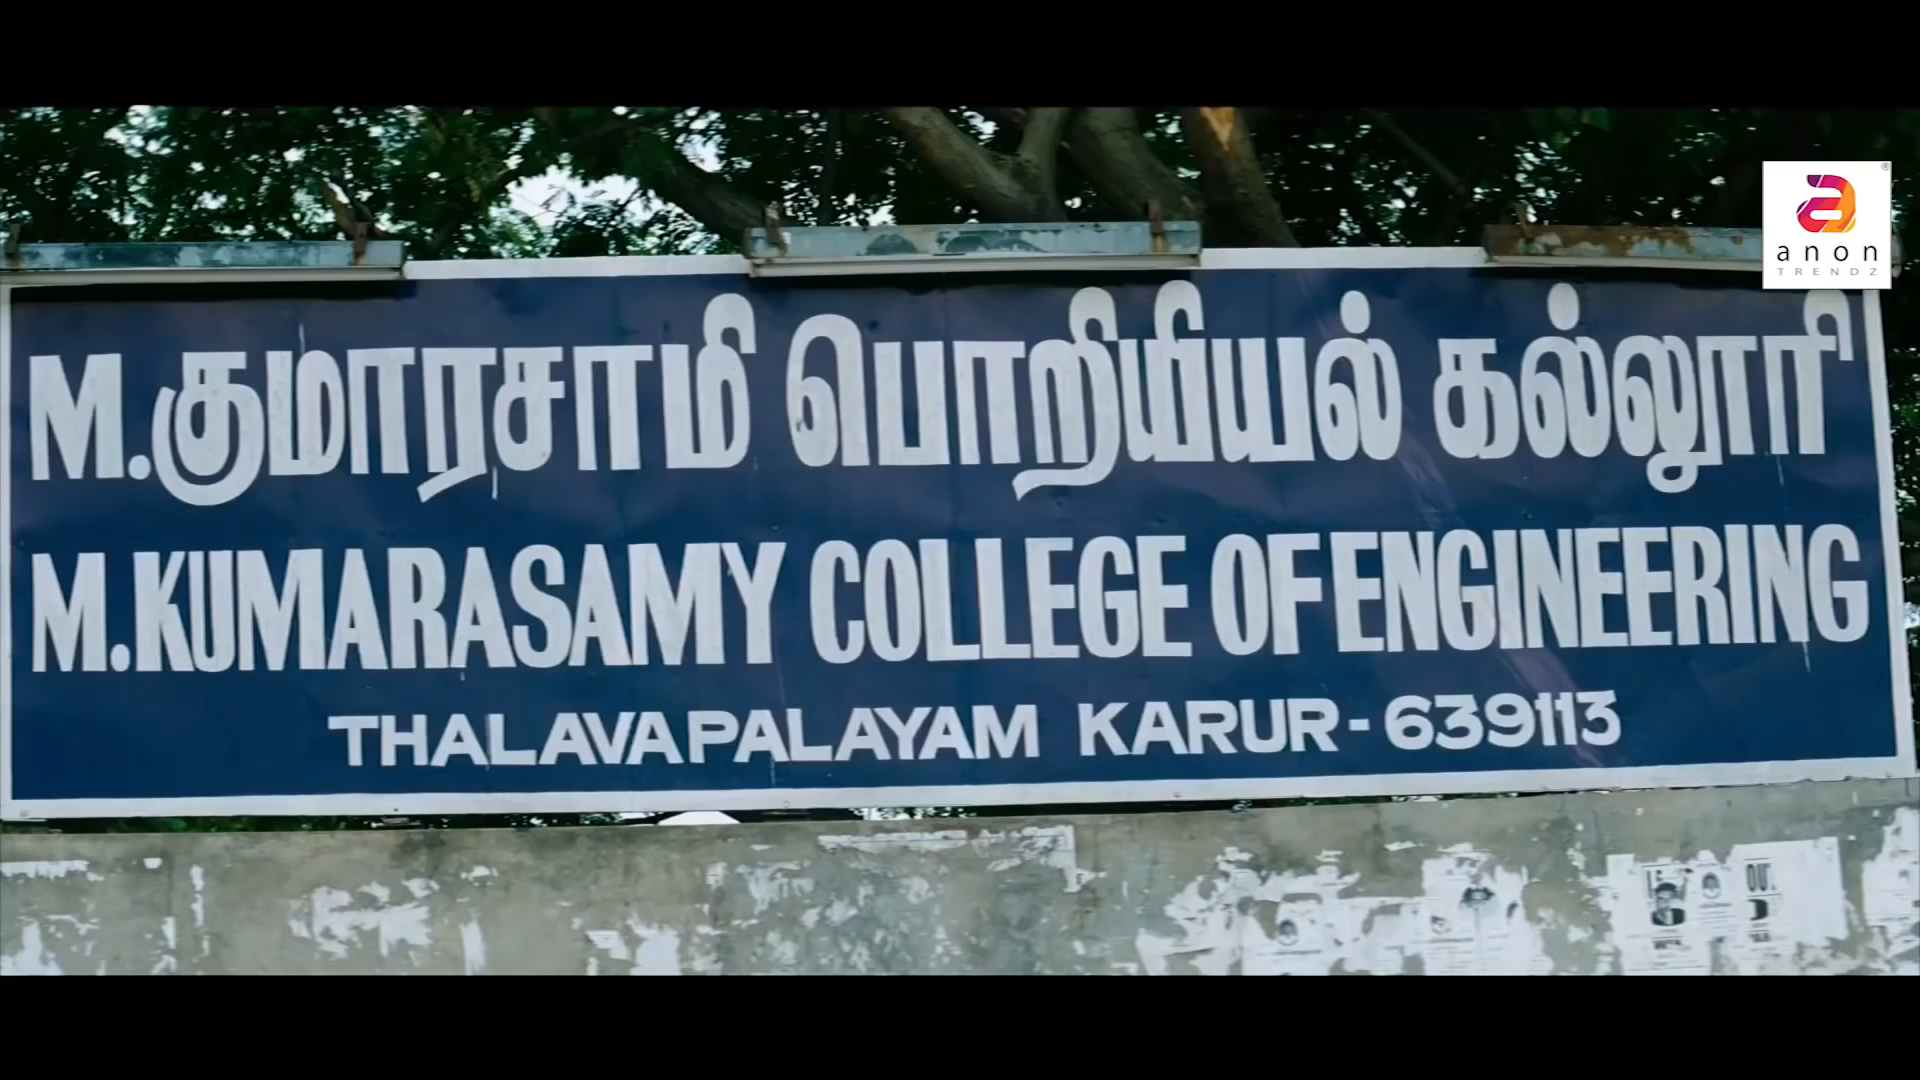 M.குமாரசாமி பொறியியல் கல்லூரி
M.KUMARASAMY COLLEGE OF ENGINEERING
THALAVAPALAYAM KARUR - 639113
anon
TRENDZ